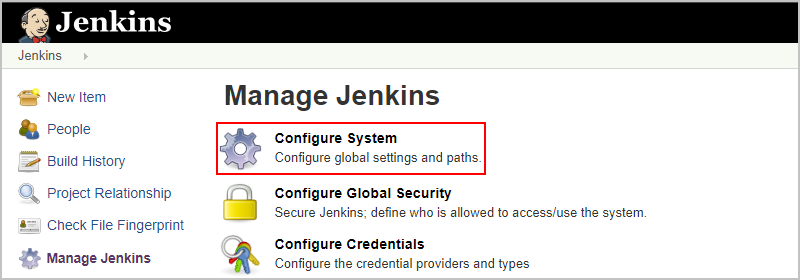 Jenkins
Jenkins
New Item
People
Build History
Project Relationship
Check File Fingerprint
Manage Jenkins
Manage Jenkins
Configure System
Configure global settings and paths.
Configure Global Security
Secure Jenkins; define who is allowed to access/use the system.
Configure Credentials
Configure the credential providers and types